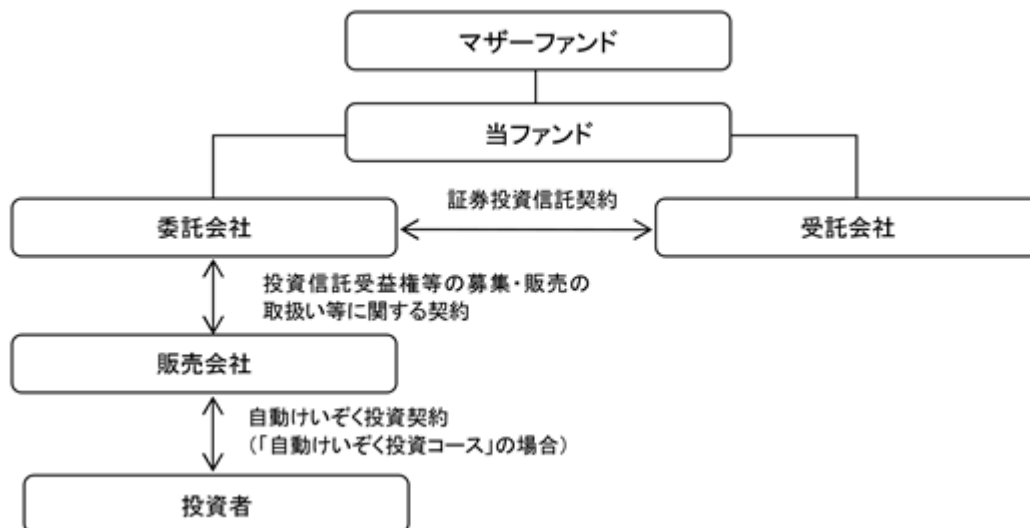 マザーファンド
当ファンド
証券投資信託契約
委託会社
受託会社
投資信託受益権等の募集・販売の
取扱い等に関する契約
販売会社
自動けいぞく投資契約
(「自動けいぞく投資コース」の場合)
投資者